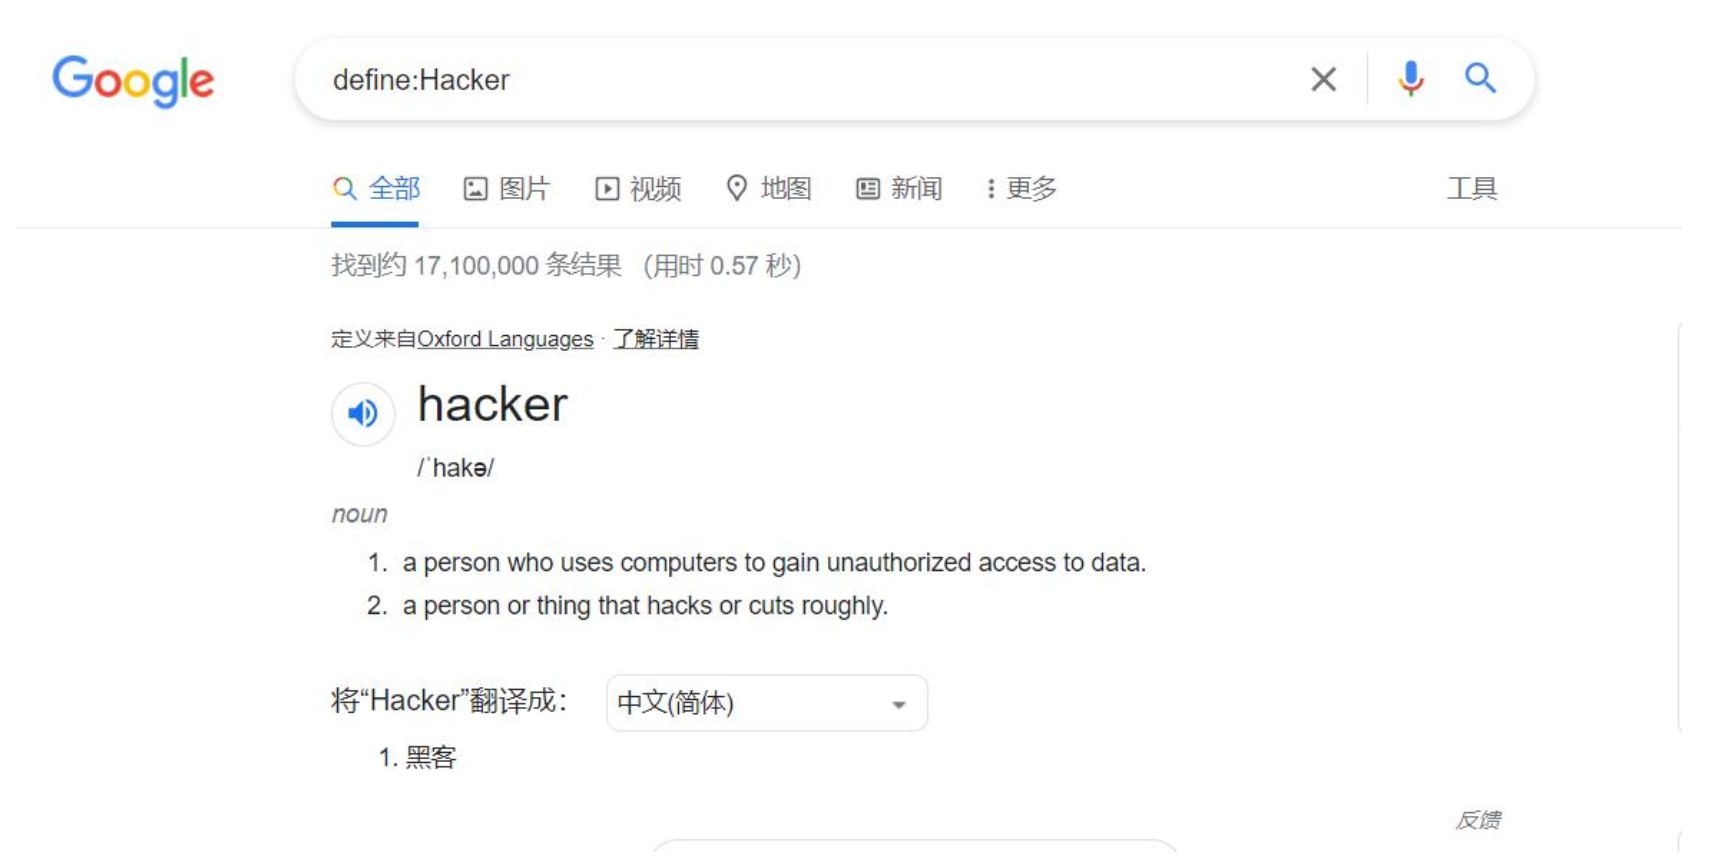 Google
define:Hacker
全部 图片 视频 地图 新闻 更多 工具
找到约 17,100,000 条结果 （用时 0.57 秒）
定义来自Oxford Languages · 了解详情
hacker
/ˈhakə/
noun
1. a person who uses computers to gain unauthorized access to data.
2. a person or thing that hacks or cuts roughly.
将“Hacker”翻译成： 中文(简体)
1. 黑客
反馈